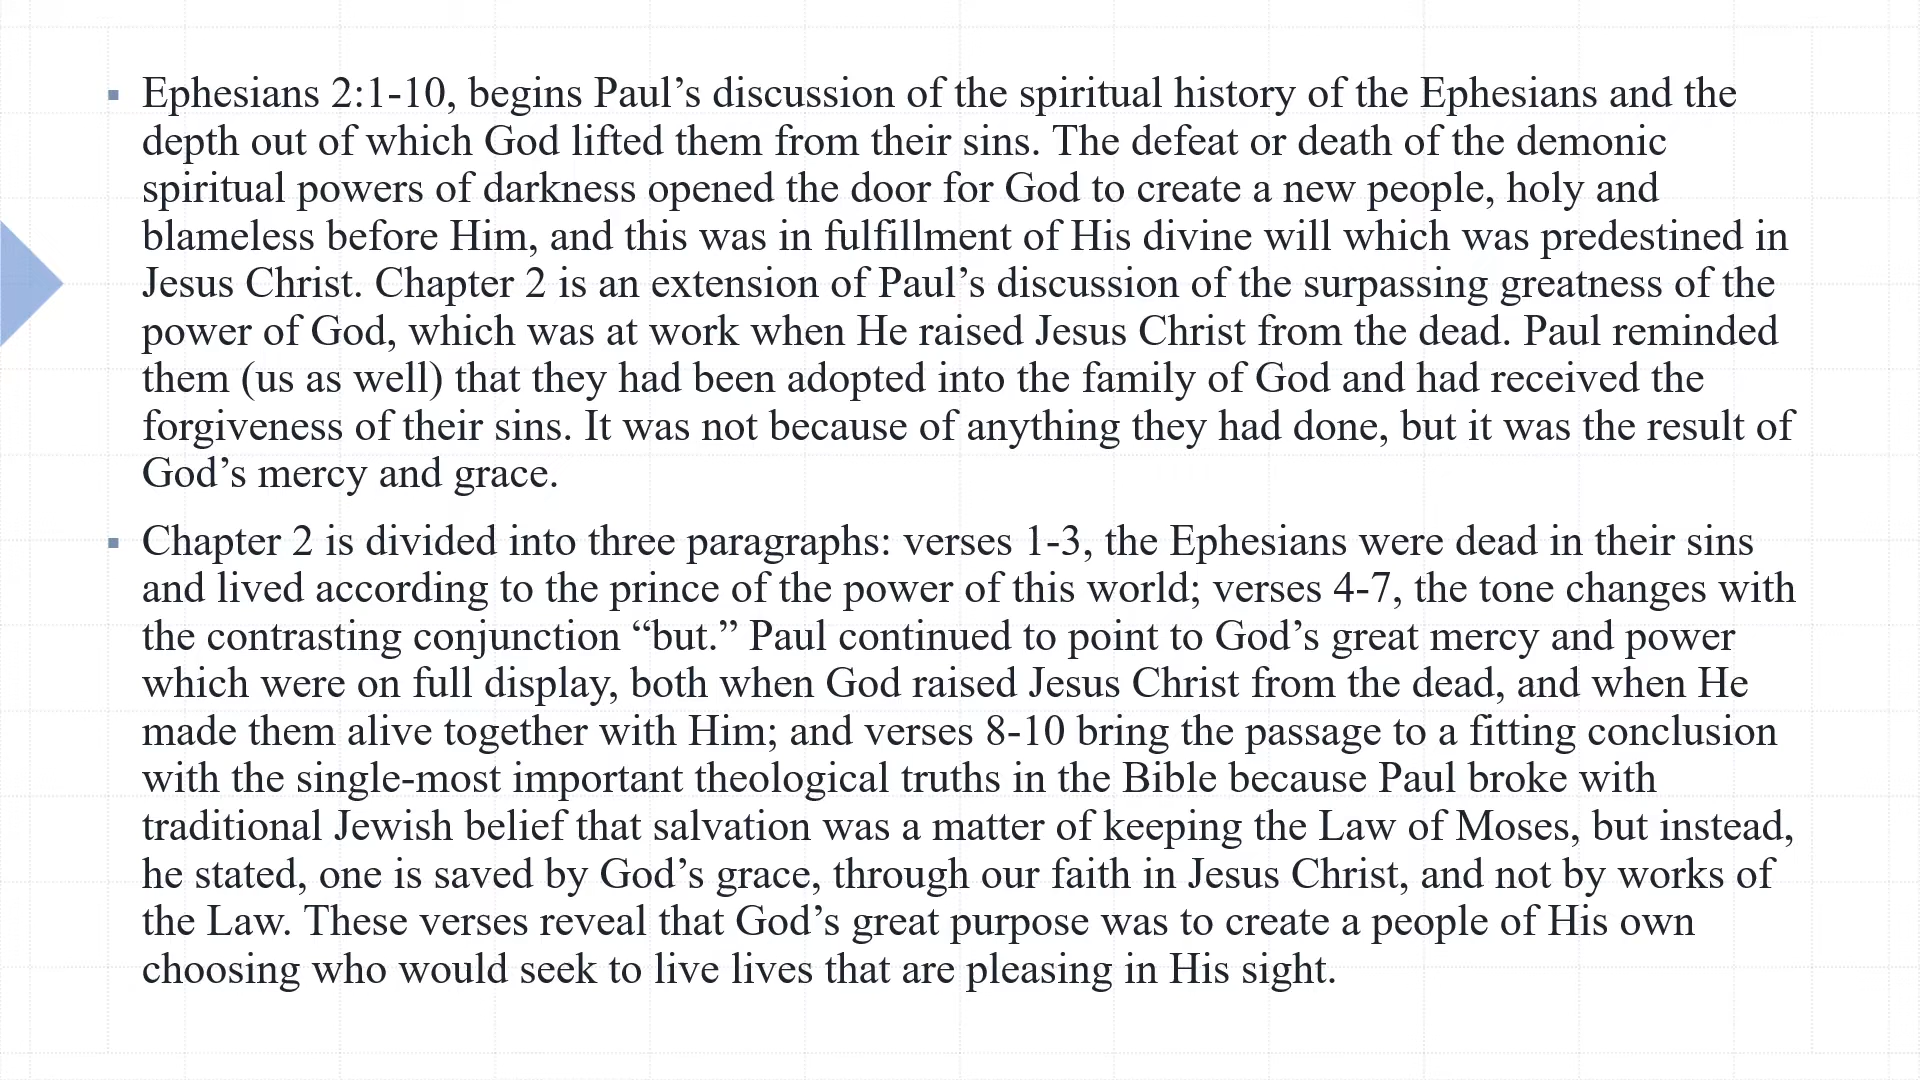 Ephesians 2:1-10, begins Paul’s discussion of the spiritual history of the Ephesians and the
depth out of which God lifted them from their sins. The defeat or death of the demonic
spiritual powers of darkness opened the door for God to create a new people, holy and
blameless before Him, and this was in fulfillment of His divine will which was predestined in
Jesus Christ. Chapter 2 is an extension of Paul’s discussion of the surpassing greatness of the
power of God, which was at work when He raised Jesus Christ from the dead. Paul reminded
them (us as well) that they had been adopted into the family of God and had received the
forgiveness of their sins. It was not because of anything they had done, but it was the result of
God’s mercy and grace.
Chapter 2 is divided into three paragraphs: verses 1-3, the Ephesians were dead in their sins
and lived according to the prince of the power of this world; verses 4-7, the tone changes with
the contrasting conjunction “but.” Paul continued to point to God’s great mercy and power
which were on full display, both when God raised Jesus Christ from the dead, and when He
made them alive together with Him; and verses 8-10 bring the passage to a fitting conclusion
with the single-most important theological truths in the Bible because Paul broke with
traditional Jewish belief that salvation was a matter of keeping the Law of Moses, but instead,
he stated, one is saved by God’s grace, through our faith in Jesus Christ, and not by works of
the Law. These verses reveal that God’s great purpose was to create a people of His own
choosing who would seek to live lives that are pleasing in His sight.